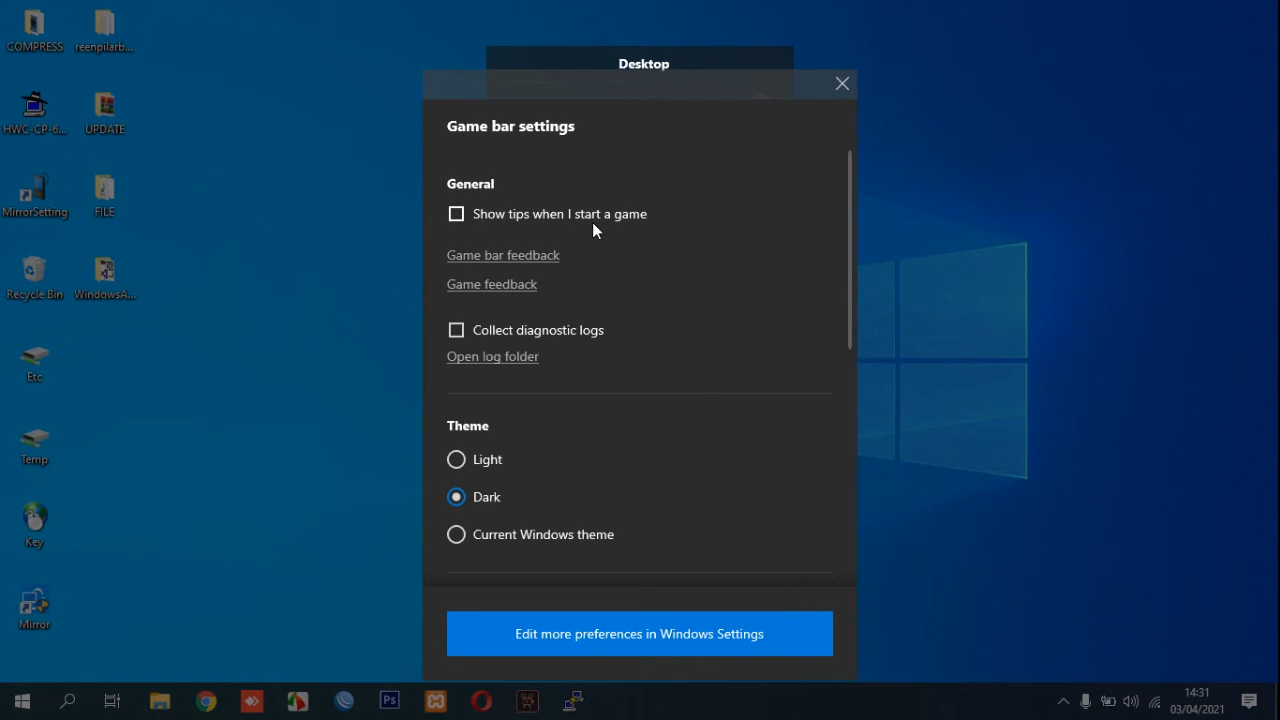 COMPRESS
reenpilarb...
HWC-CP-6...
UPDATE
MirrorSetting
FILE
Recycle Bin
WindowsA...
Etc
Temp
Key
Mirror
Desktop
Game bar settings
General
Show tips when I start a game
Game bar feedback
Game feedback
Collect diagnostic logs
Open log folder
Theme
Light
Dark
Current Windows theme
Edit more preferences in Windows Settings
Ps
14:31
03/04/2021